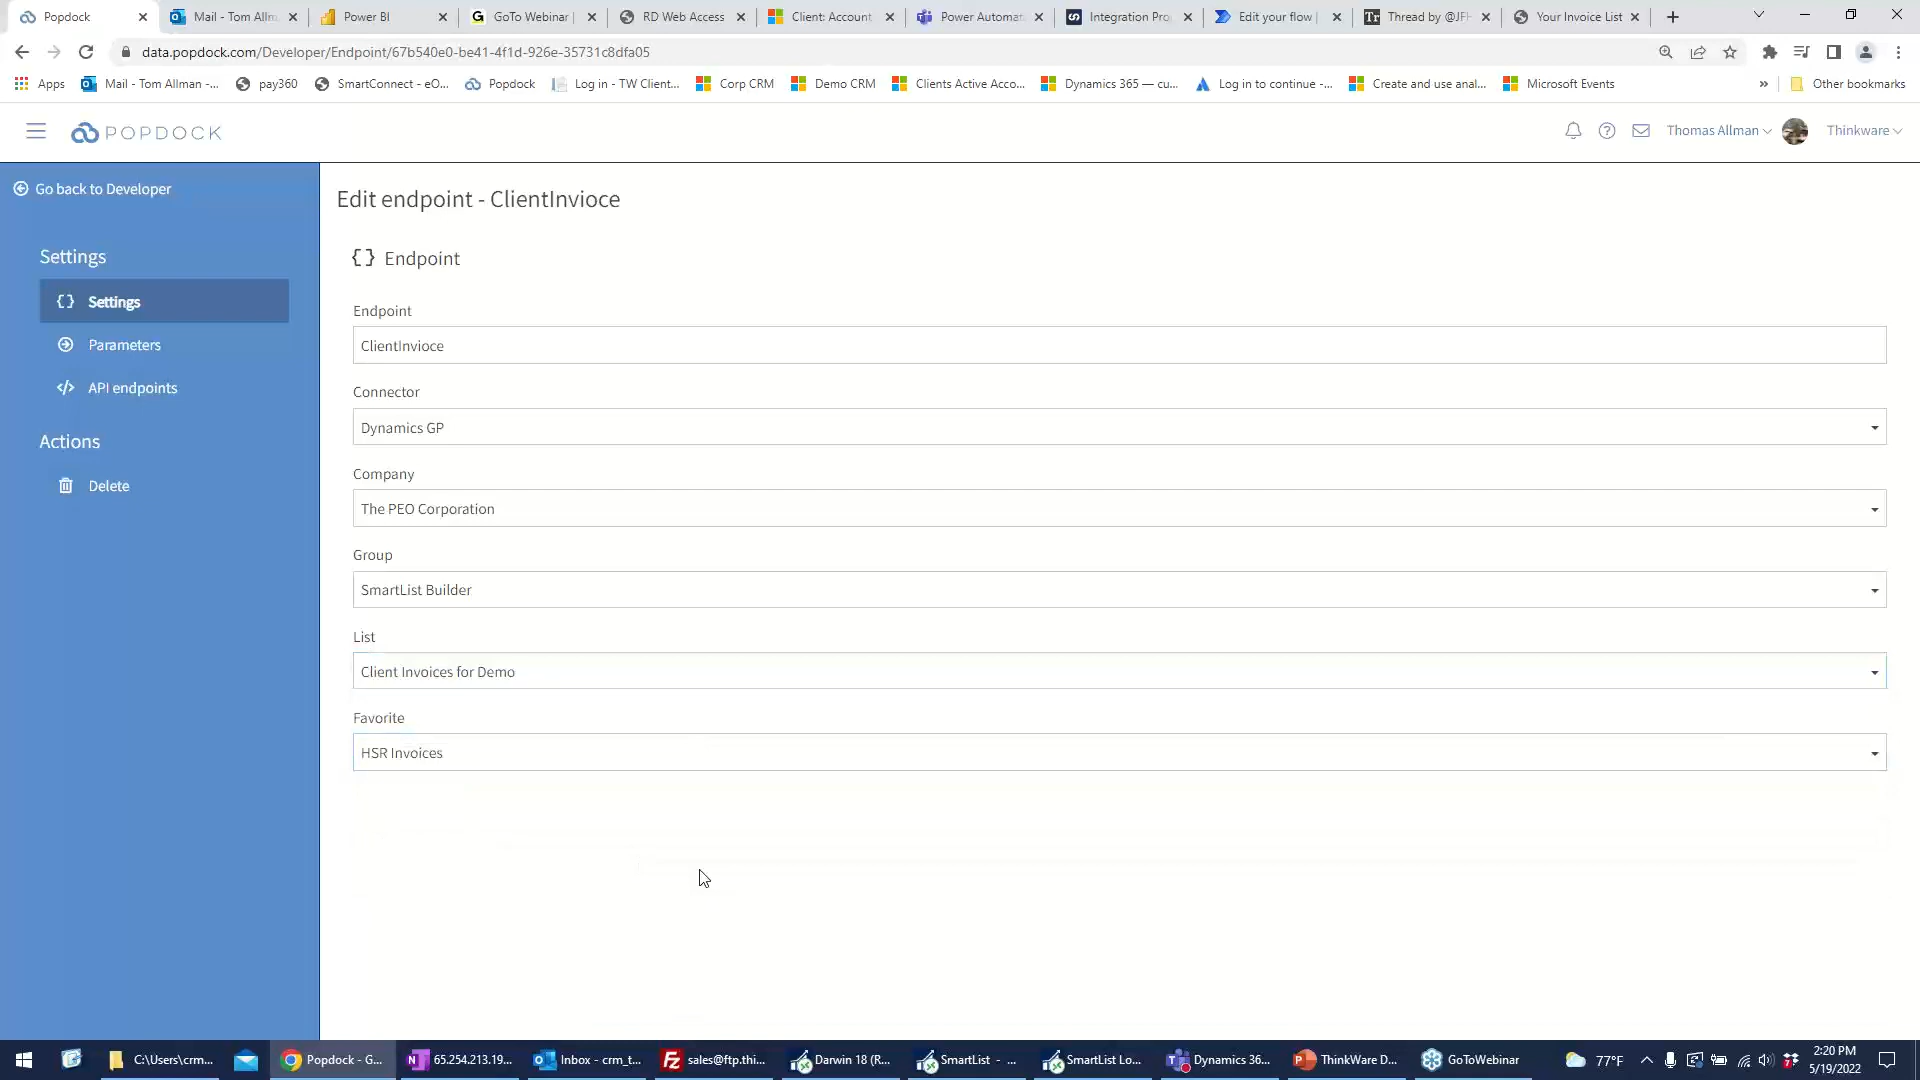 Popdock
Mail - Tom Allm
Power BI
GoTo Webinar |
RD Web Access
Client: Account
Power Automat
Integration Pro
Edit your flow |
Thread by @JFI
Your Invoice List
data.popdock.com/Developer/Endpoint/67b540e0-be41-4f1d-926e-35731c8dfa05
Apps
Mail - Tom Allman -...
pay360
SmartConnect - eO...
Popdock
Log in - TW Client...
Corp CRM
Demo CRM
Clients Active Acco...
Dynamics 365 — cu...
Log in to continue -...
Create and use anal...
Microsoft Events
»
Other bookmarks
POPDOCK
Thomas Allman
Thinkware
Go back to Developer
Settings
Settings
Parameters
API endpoints
Actions
Delete
Edit endpoint - ClientInvioce
{} Endpoint
Endpoint
ClientInvioce
Connector
Dynamics GP
Company
The PEO Corporation
Group
SmartList Builder
List
Client Invoices for Demo
Favorite
HSR Invoices
C:\Users\crm...
Popdock - G...
65.254.213.19...
Inbox - crm_t...
sales@ftp.thi...
Darwin 18 (R...
SmartList - ...
SmartList Lo...
Dynamics 36...
ThinkWare D...
GoToWebinar
77°F
2:20 PM
5/19/2022